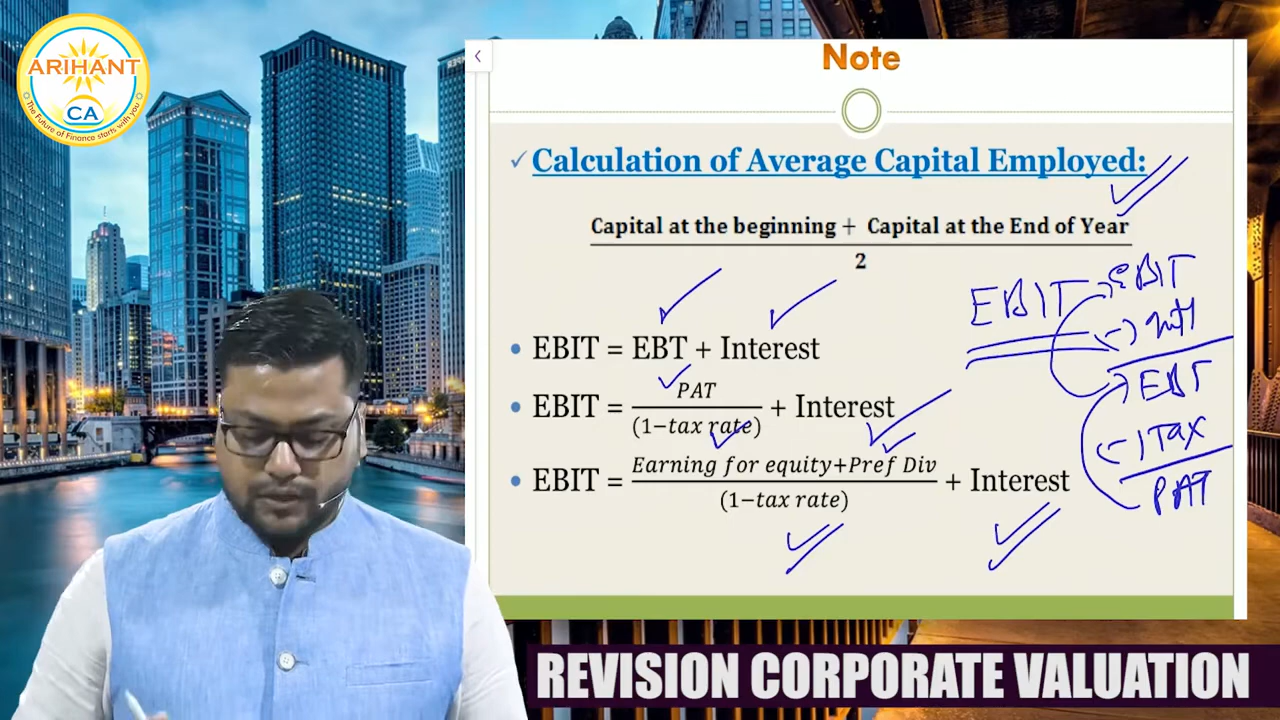 ARIHANT
CA
The Future of Finance starts with you
Note
✓ Calculation of Average Capital Employed:
Capital at the beginning + Capital at the End of Year
2
• EBIT = EBT + Interest
• EBIT = PAT / (1−tax rate) + Interest
• EBIT = Earning for equity+Pref Div / (1−tax rate) + Interest
EBIT
EBIT
(-) Int
EBT
(-) Tax
PAT
REVISION CORPORATE VALUATION